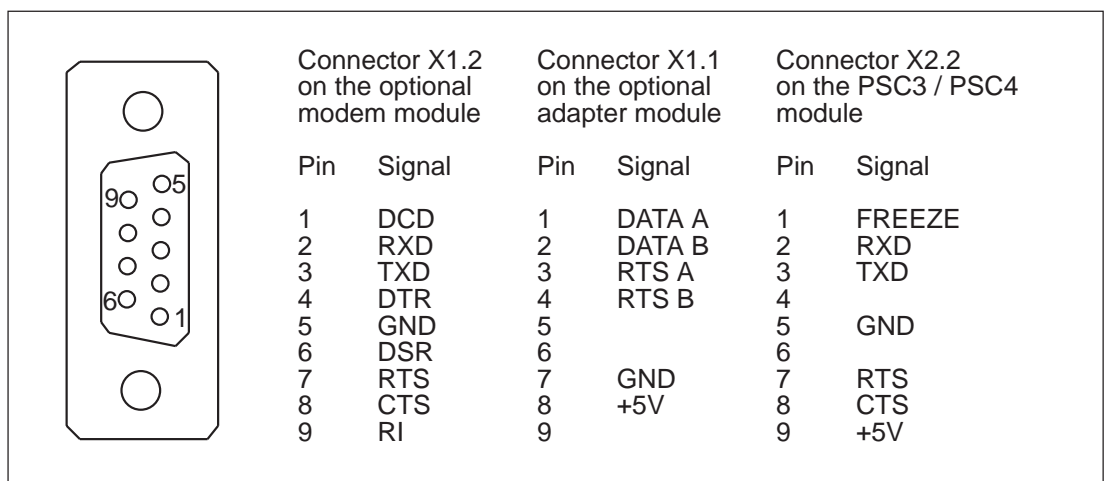 Connector X1.2 on the optional modem module
Pin Signal
1 DCD
2 RXD
3 TXD
4 DTR
5 GND
6 DSR
7 RTS
8 CTS
9 RI
Connector X1.1 on the optional adapter module
Pin Signal
1 DATA A
2 DATA B
3 RTS A
4 RTS B
5
6
7 GND
8 +5V
9
Connector X2.2 on the PSC3 / PSC4 module
Pin Signal
1 FREEZE
2 RXD
3 TXD
4
5 GND
6
7 RTS
8 CTS
9 +5V
5
9
6
1